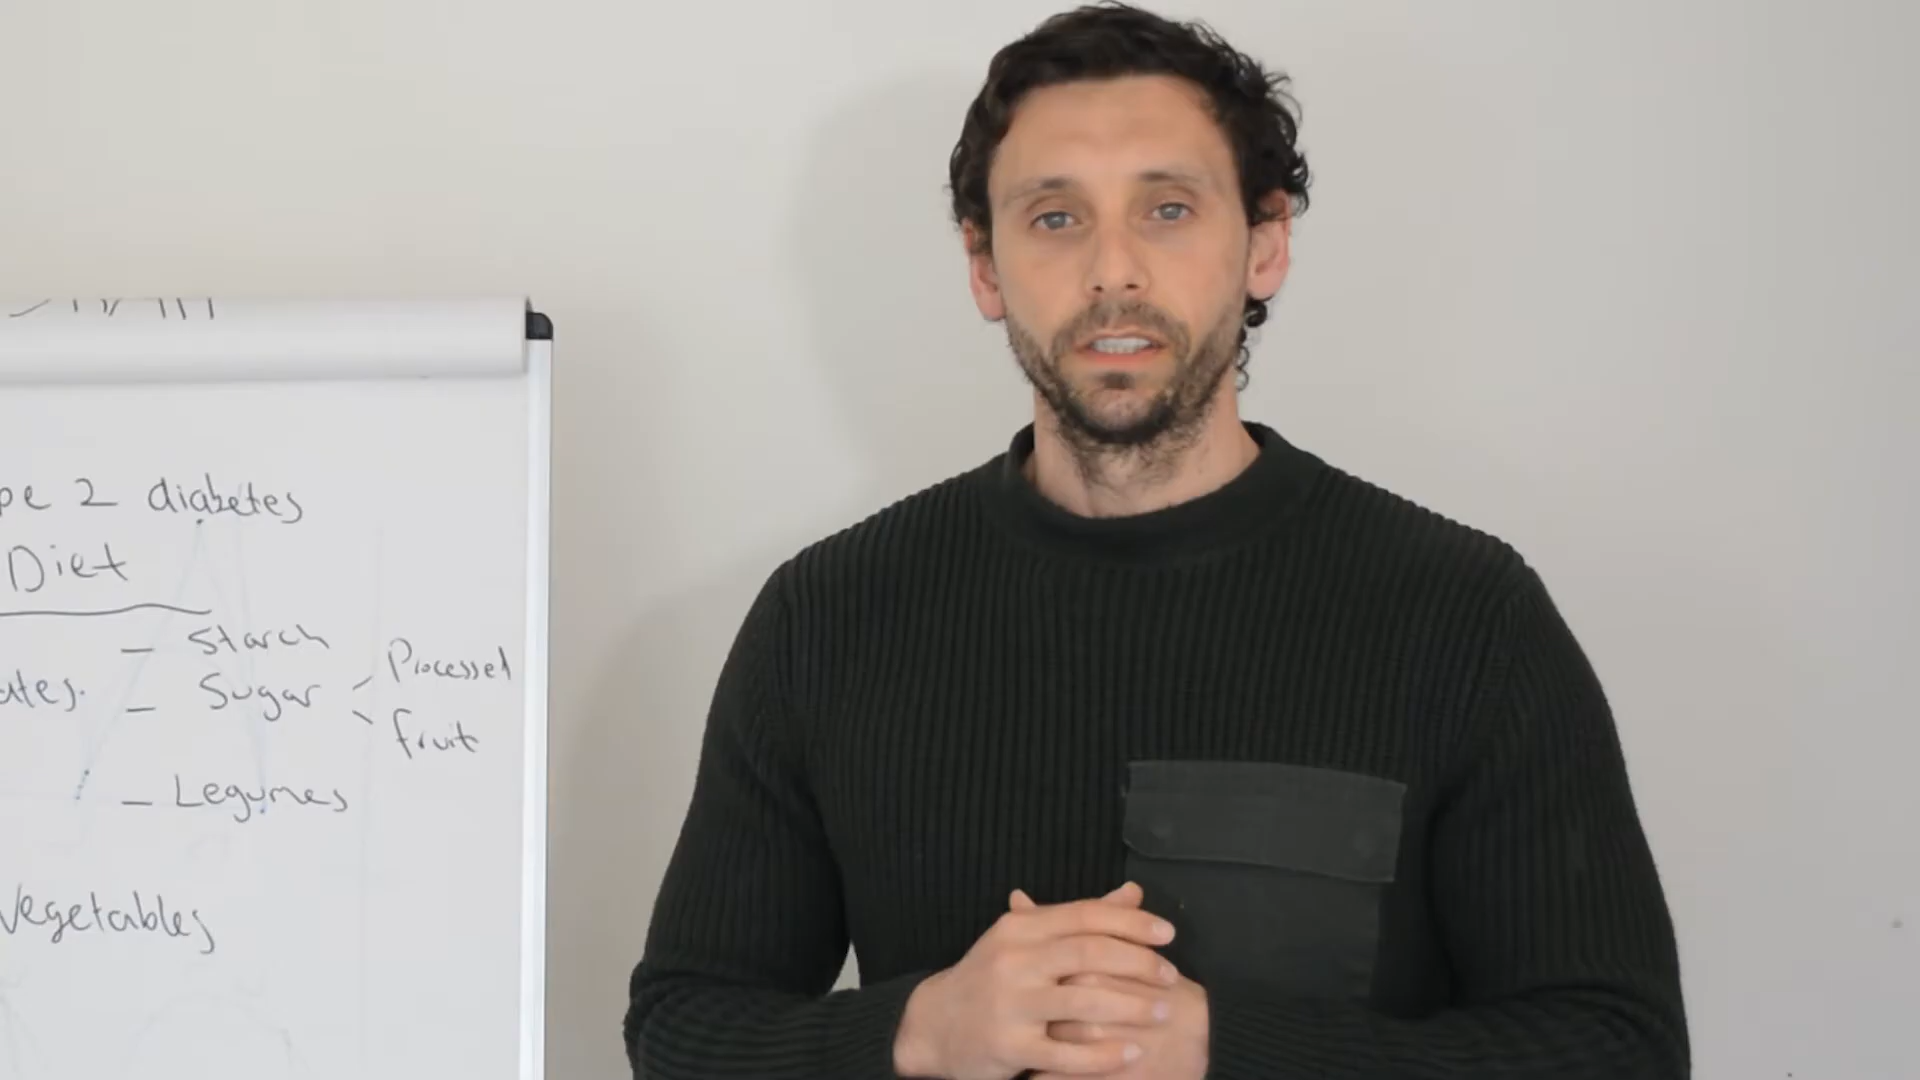 pe 2 diabetes
Diet
– Starch
ates. – Sugar < Processed
fruit
– Legumes
Vegetables